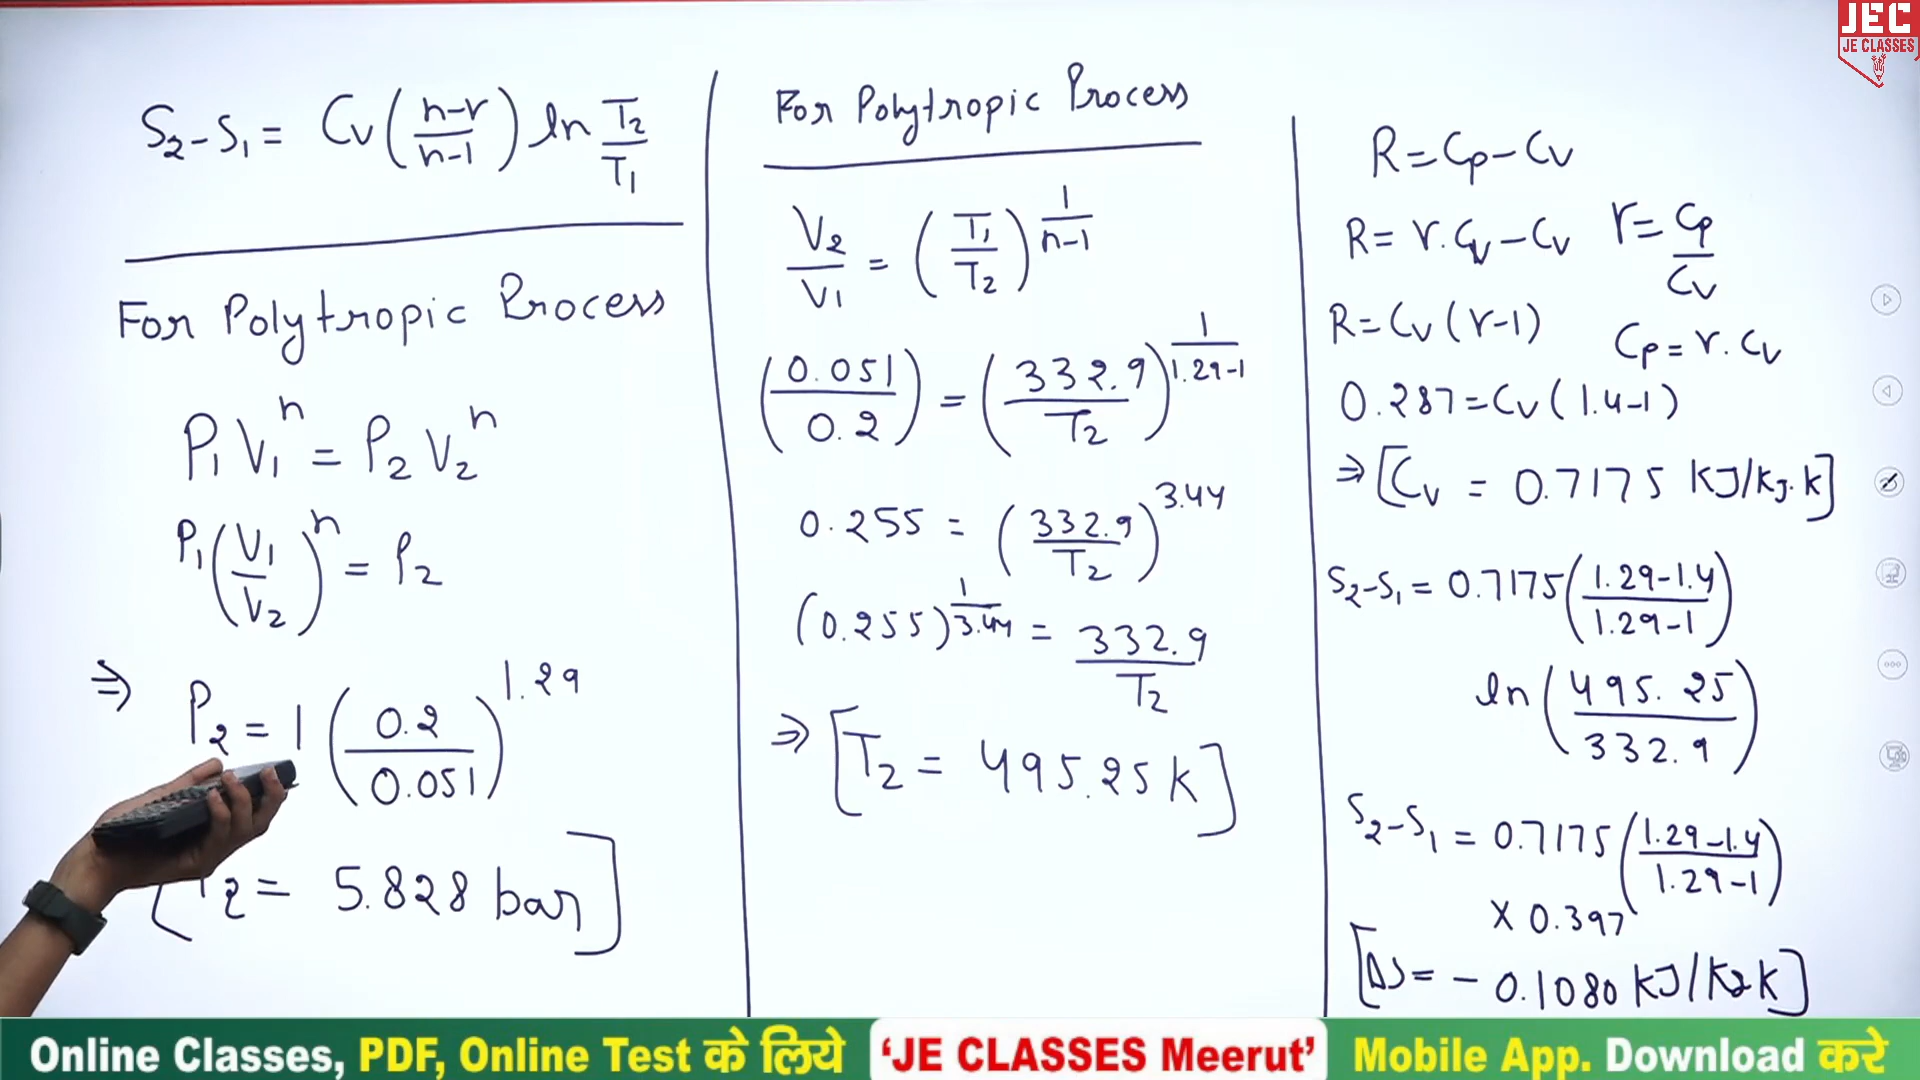 JEC
JE CLASSES
S₂-S₁ = Cv((n-r)/(n-1)) ln T₂/T₁
For Polytropic Process
P₁V₁ⁿ = P₂V₂ⁿ
P₁(V₁/V₂)ⁿ = P₂
⇒ P₂ = 1 (0.2/0.051)^1.29
2 = 5.828 bar]
For Polytropic Process
V₂/V₁ = (T₁/T₂)^(1/(n-1))
(0.051/0.2) = (332.9/T₂)^(1/(1.29-1))
0.255 = (332.9/T₂)^3.44
(0.255)^(1/3.44) = 332.9/T₂
⇒ [T₂ = 495.25 K]
R = Cp-Cv
R = r.Cv-Cv r = Cp/Cv
R = Cv(r-1) Cp = r.Cv
0.287 = Cv(1.4-1)
⇒ [Cv = 0.7175 KJ/kg.k]
S₂-S₁ = 0.7175((1.29-1.4)/(1.29-1))
ln(495.25/332.9)
S₂-S₁ = 0.7175((1.29-1.4)/(1.29-1))
X 0.397
[ΔS = -0.1080 KJ/KgK]
Online Classes, PDF, Online Test के लिये 'JE CLASSES Meerut' Mobile App. Download करे